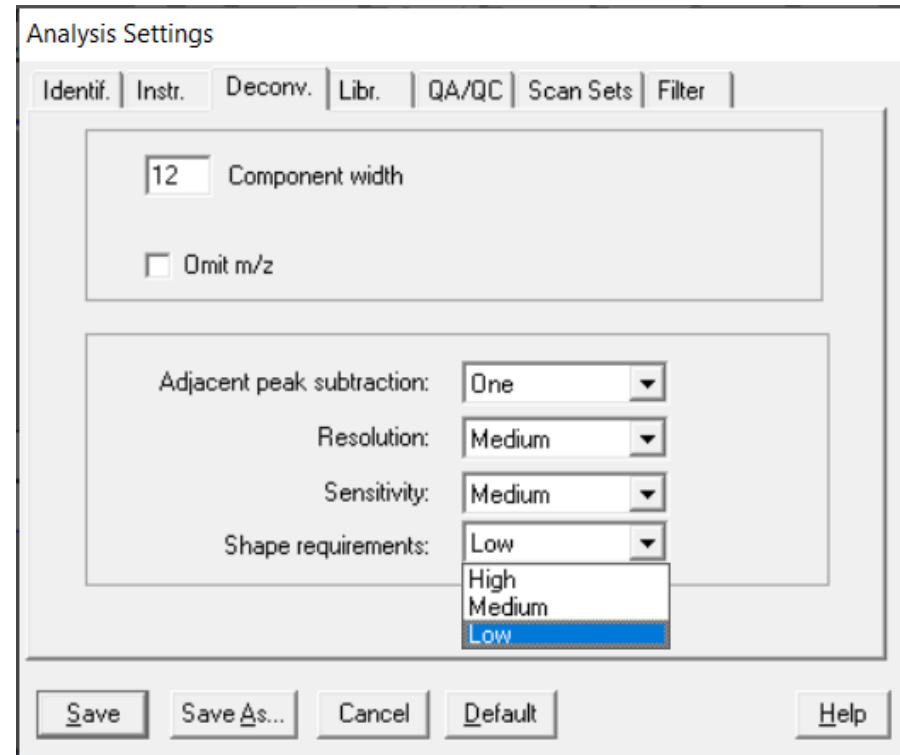 Analysis Settings
Identif. Instr. Deconv. Libr. QA/QC Scan Sets Filter
12 Component width
Omit m/z
Adjacent peak subtraction: One
Resolution: Medium
Sensitivity: Medium
Shape requirements: Low
High
Medium
Low
Save Save As... Cancel Default Help